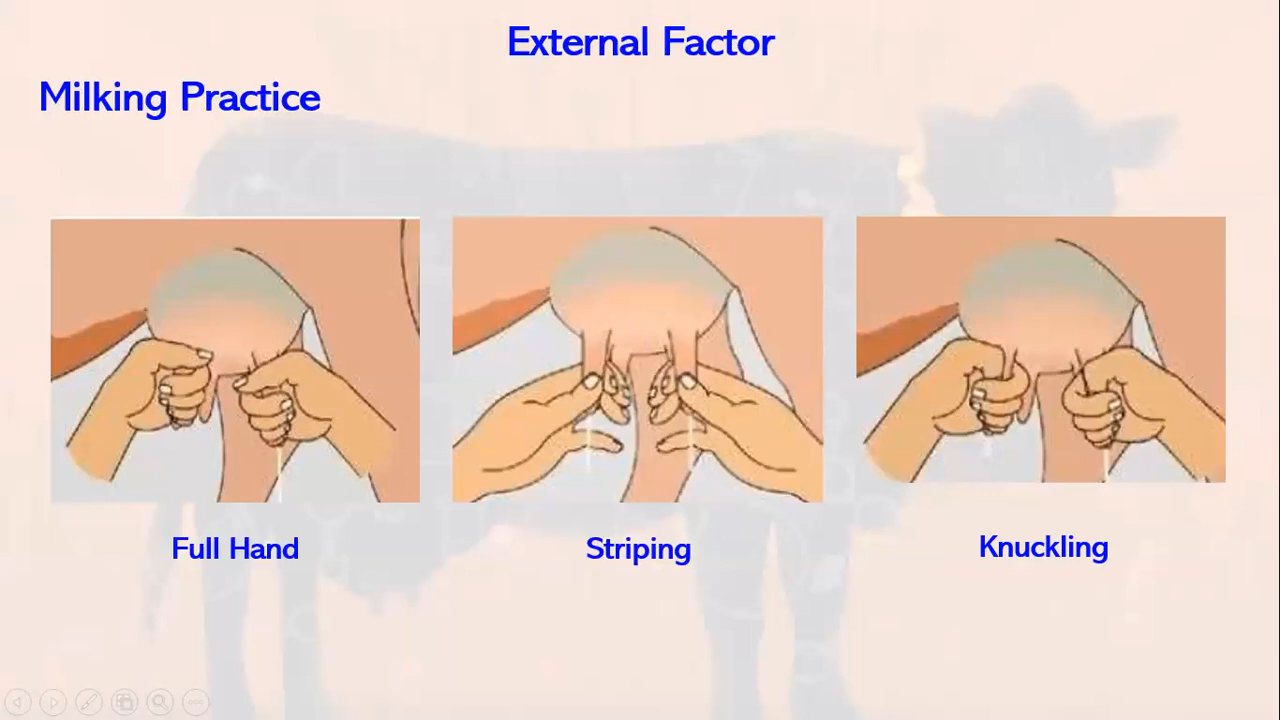 External Factor
Milking Practice
Full Hand
Striping
Knuckling